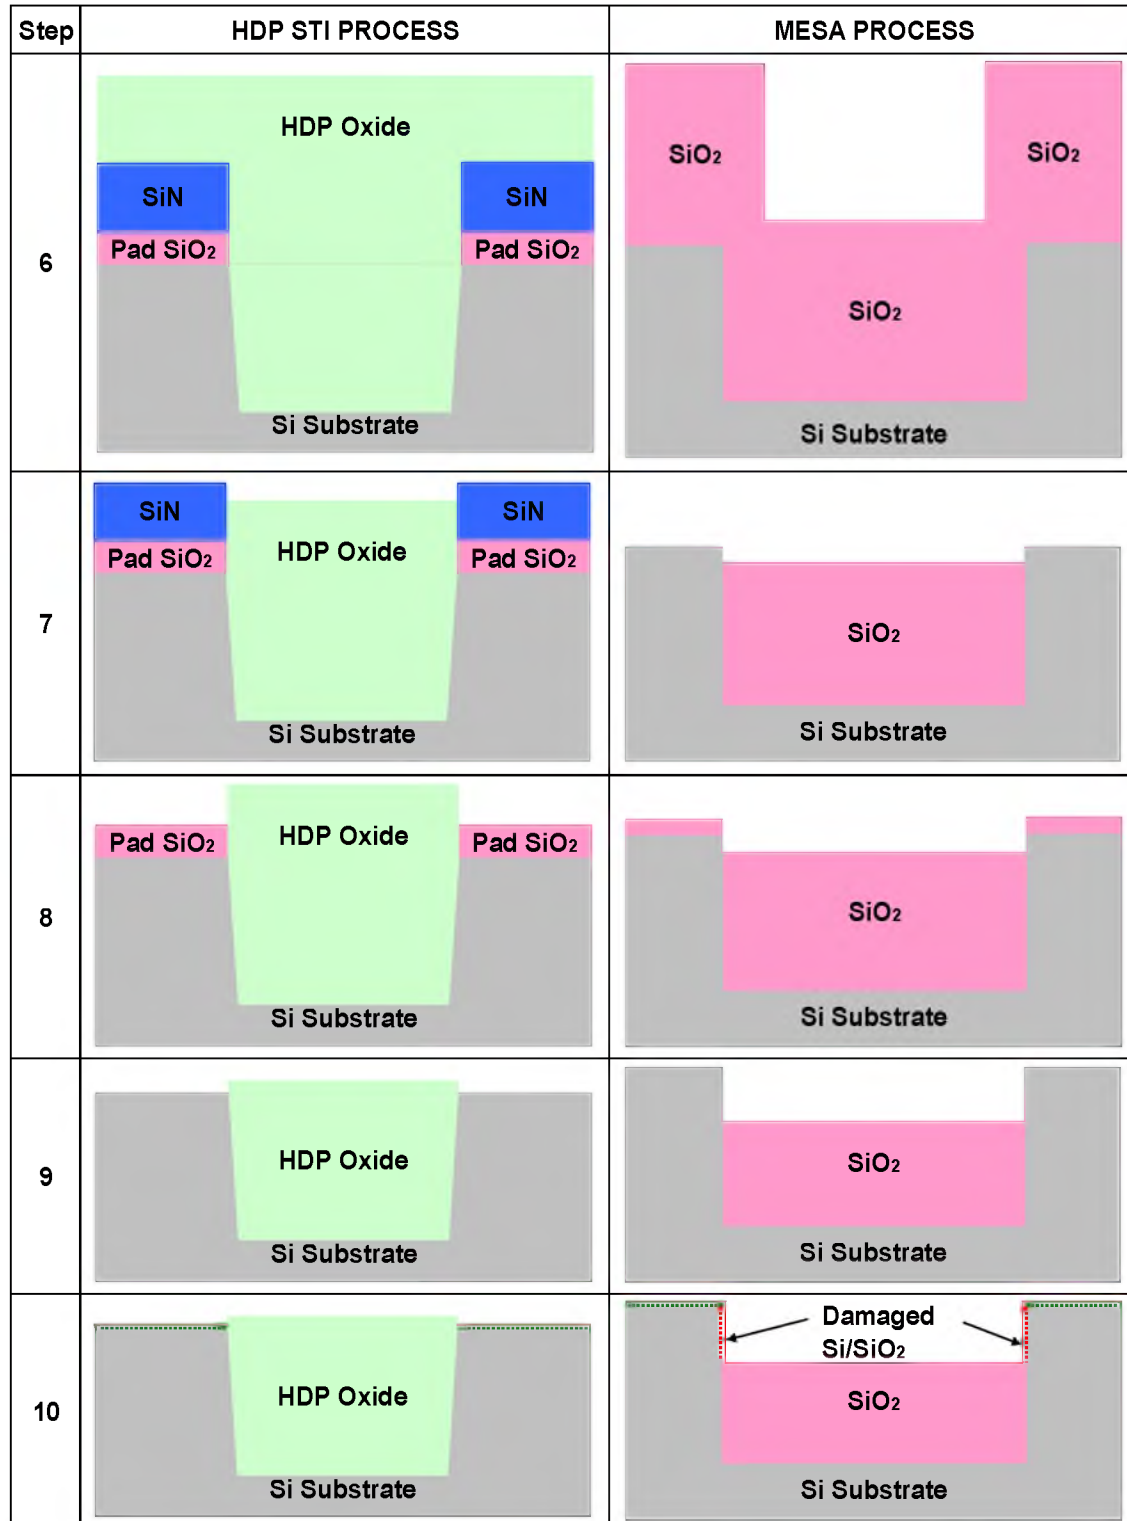 Step HDP STI PROCESS MESA PROCESS
HDP Oxide
SiO₂ SiO₂
SiN SiN
Pad SiO₂ Pad SiO₂
6
SiO₂
Si Substrate
Si Substrate
SiN SiN
HDP Oxide
Pad SiO₂ Pad SiO₂
7
SiO₂
Si Substrate
Si Substrate
Pad SiO₂ HDP Oxide Pad SiO₂
8
SiO₂
Si Substrate
Si Substrate
HDP Oxide
SiO₂
9
Si Substrate
Si Substrate
Damaged
Si/SiO₂
HDP Oxide
SiO₂
10
Si Substrate
Si Substrate